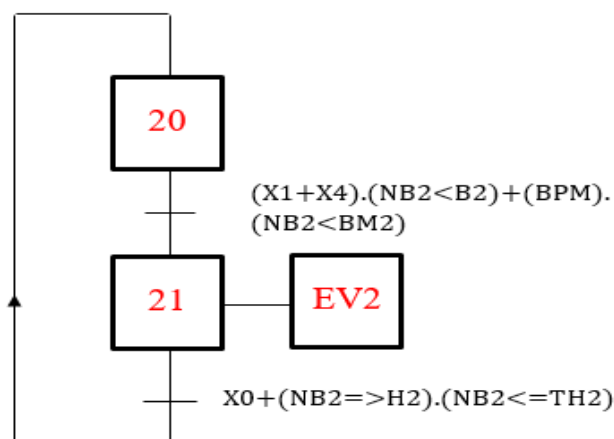 20
(X1+X4).(NB2<B2)+(BPM).
(NB2<BM2)
21
EV2
X0+(NB2=>H2).(NB2<=TH2)